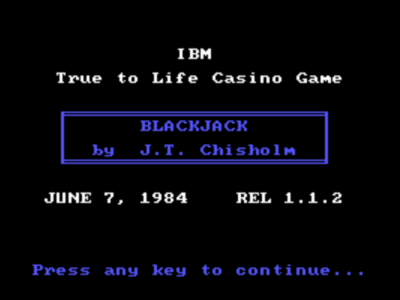 IBM
True to Life Casino Game
BLACKJACK
by J.T. Chisholm
JUNE 7, 1984 REL 1.1.2
Press any key to continue...